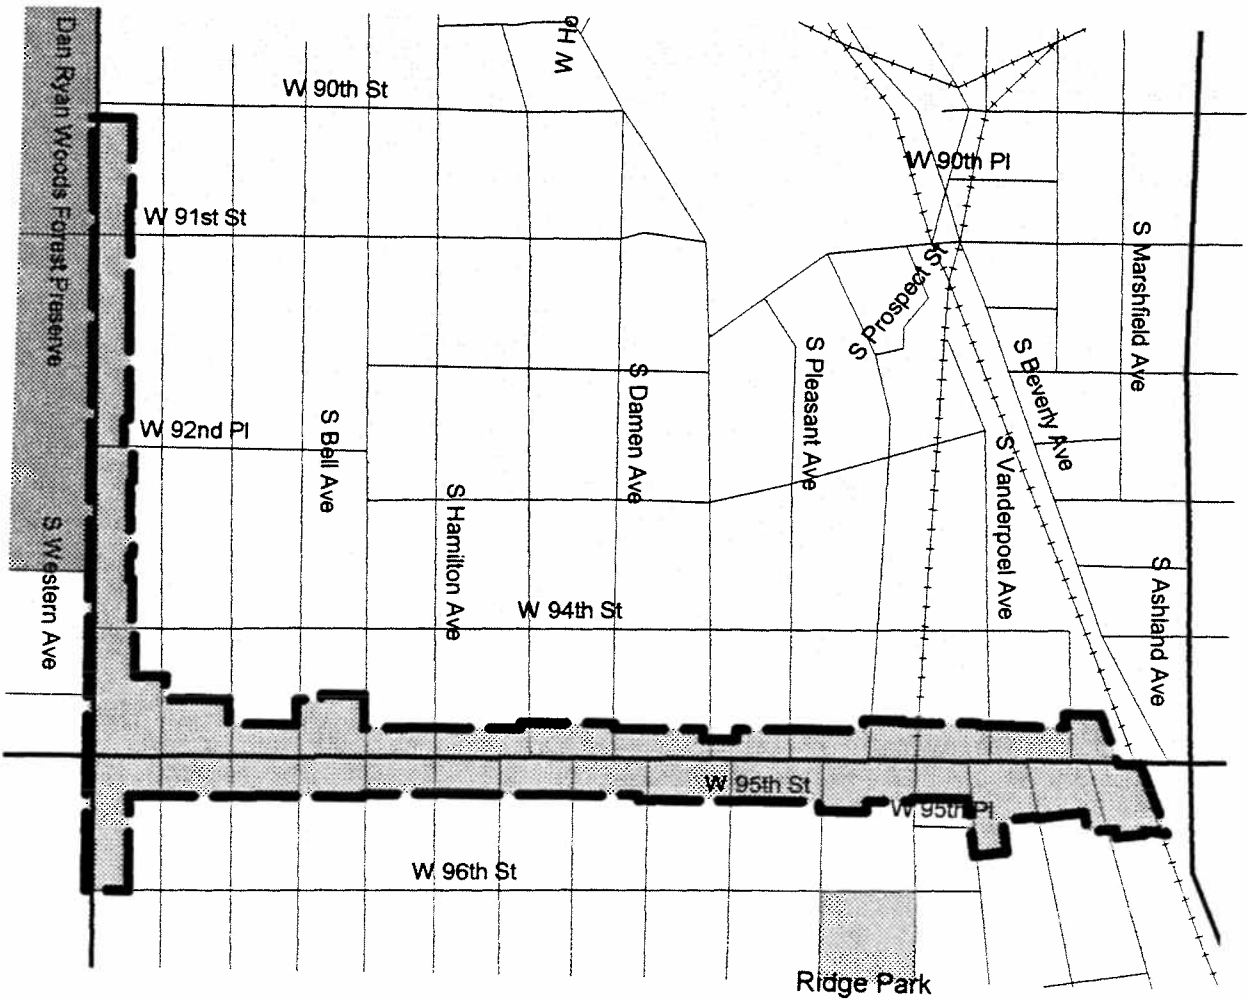 W Ho
Dan Ryan Woods Forest Preserve
W 90th St
W 90th Pl
W 91st St
S Prospect St
S Marshfield Ave
S Pleasant Ave
S Beverly Ave
S Damen Ave
W 92nd Pl
S Bell Ave
S Hamilton Ave
S Vanderpoel Ave
S Western Ave
S Ashland Ave
W 94th St
W 95th St
W 95th Pl
W 96th St
Ridge Park